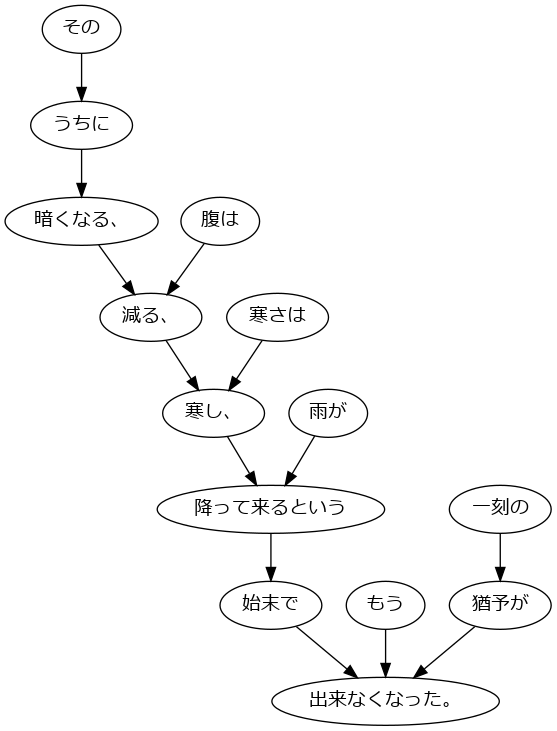 その
うちに
暗くなる、
腹は
減る、
寒さは
寒し、
雨が
降って来るという
一刻の
始末で
もう
猶予が
出来なくなった。